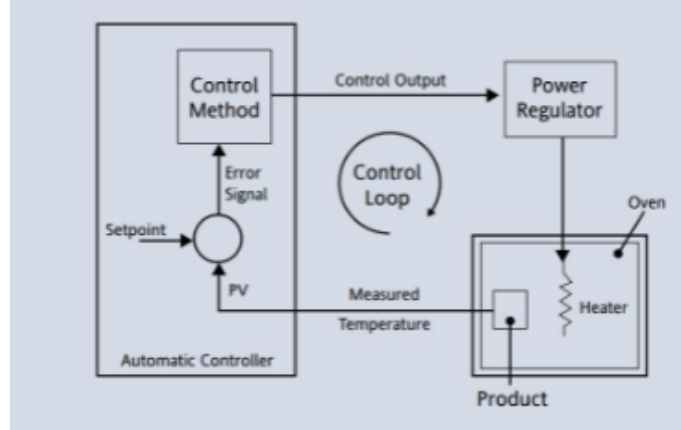 Control
Method
Control Output
Power
Regulator
Error
Signal
Control
Loop
Setpoint
Oven
PV
Measured
Temperature
Heater
Automatic Controller
Product